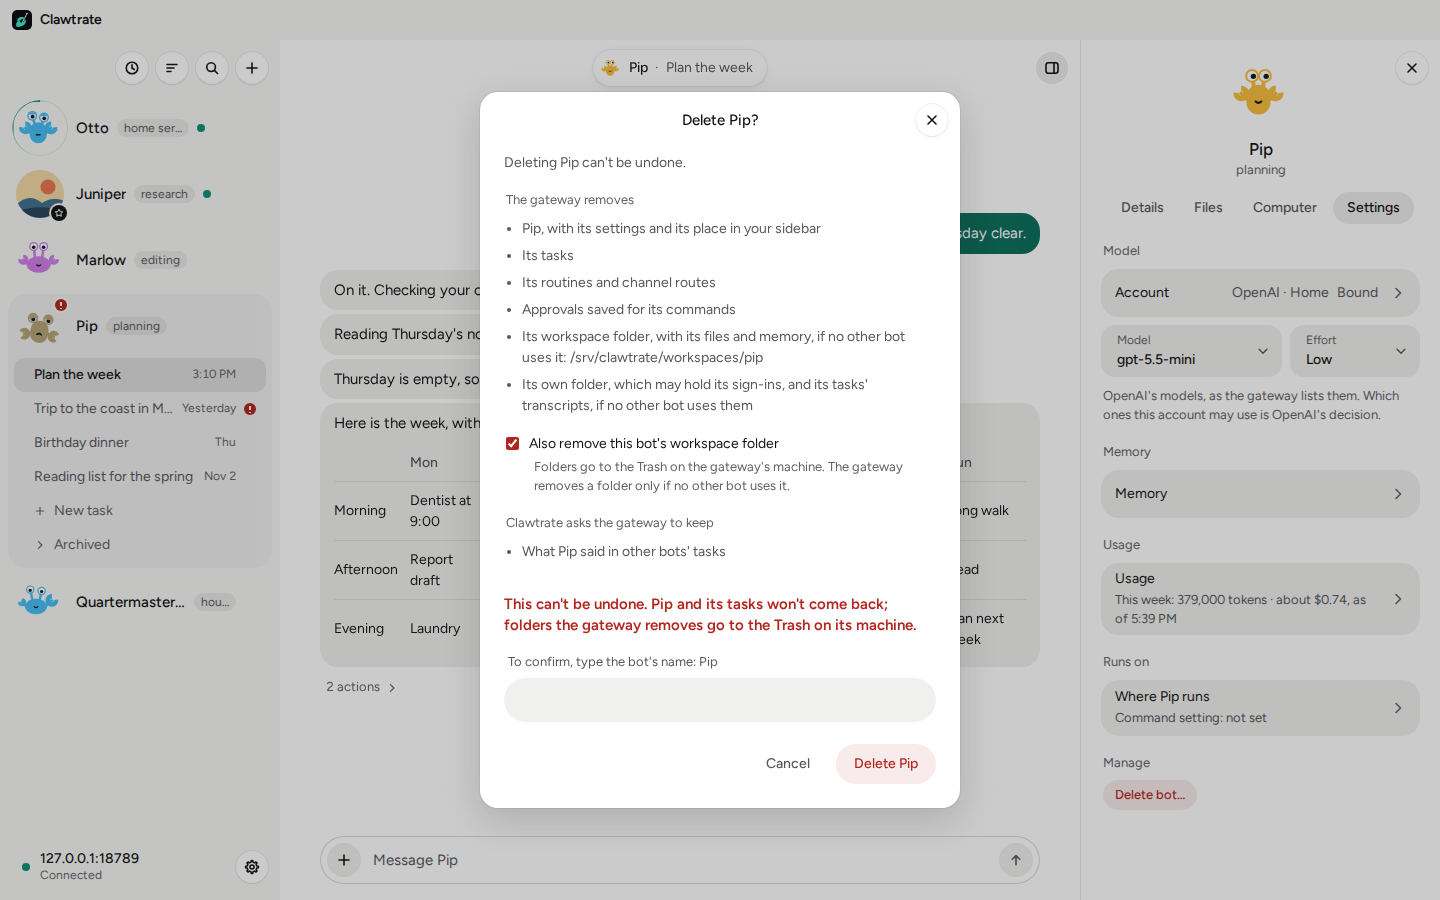 Clawtrate
Otto home ser...
Juniper research
Marlow editing
Pip planning
Plan the week 3:10 PM
Trip to the coast in M... Yesterday
Birthday dinner Thu
Reading list for the spring Nov 2
New task
Archived
Quartermaster... hou...
127.0.0.1:18789
Connected
Pip · Plan the week
sday clear.
On it. Checking your c
Reading Thursday's no
Thursday is empty, so
Here is the week, with
Mon
un
Morning Dentist at 9:00
ong walk
Afternoon Report draft
ead
Evening Laundry
an next
eek
2 actions
Message Pip
Delete Pip?
Deleting Pip can't be undone.
The gateway removes
• Pip, with its settings and its place in your sidebar
• Its tasks
• Its routines and channel routes
• Approvals saved for its commands
• Its workspace folder, with its files and memory, if no other bot
uses it: /srv/clawtrate/workspaces/pip
• Its own folder, which may hold its sign-ins, and its tasks'
transcripts, if no other bot uses them
Also remove this bot's workspace folder
Folders go to the Trash on the gateway's machine. The gateway
removes a folder only if no other bot uses it.
Clawtrate asks the gateway to keep
• What Pip said in other bots' tasks
This can't be undone. Pip and its tasks won't come back;
folders the gateway removes go to the Trash on its machine.
To confirm, type the bot's name: Pip
Cancel
Delete Pip
Pip
planning
Details Files Computer Settings
Model
Account OpenAI · Home Bound
Model
gpt-5.5-mini
Effort
Low
OpenAI's models, as the gateway lists them. Which
ones this account may use is OpenAI's decision.
Memory
Memory
Usage
Usage
This week: 379,000 tokens · about $0.74, as
of 5:39 PM
Runs on
Where Pip runs
Command setting: not set
Manage
Delete bot...